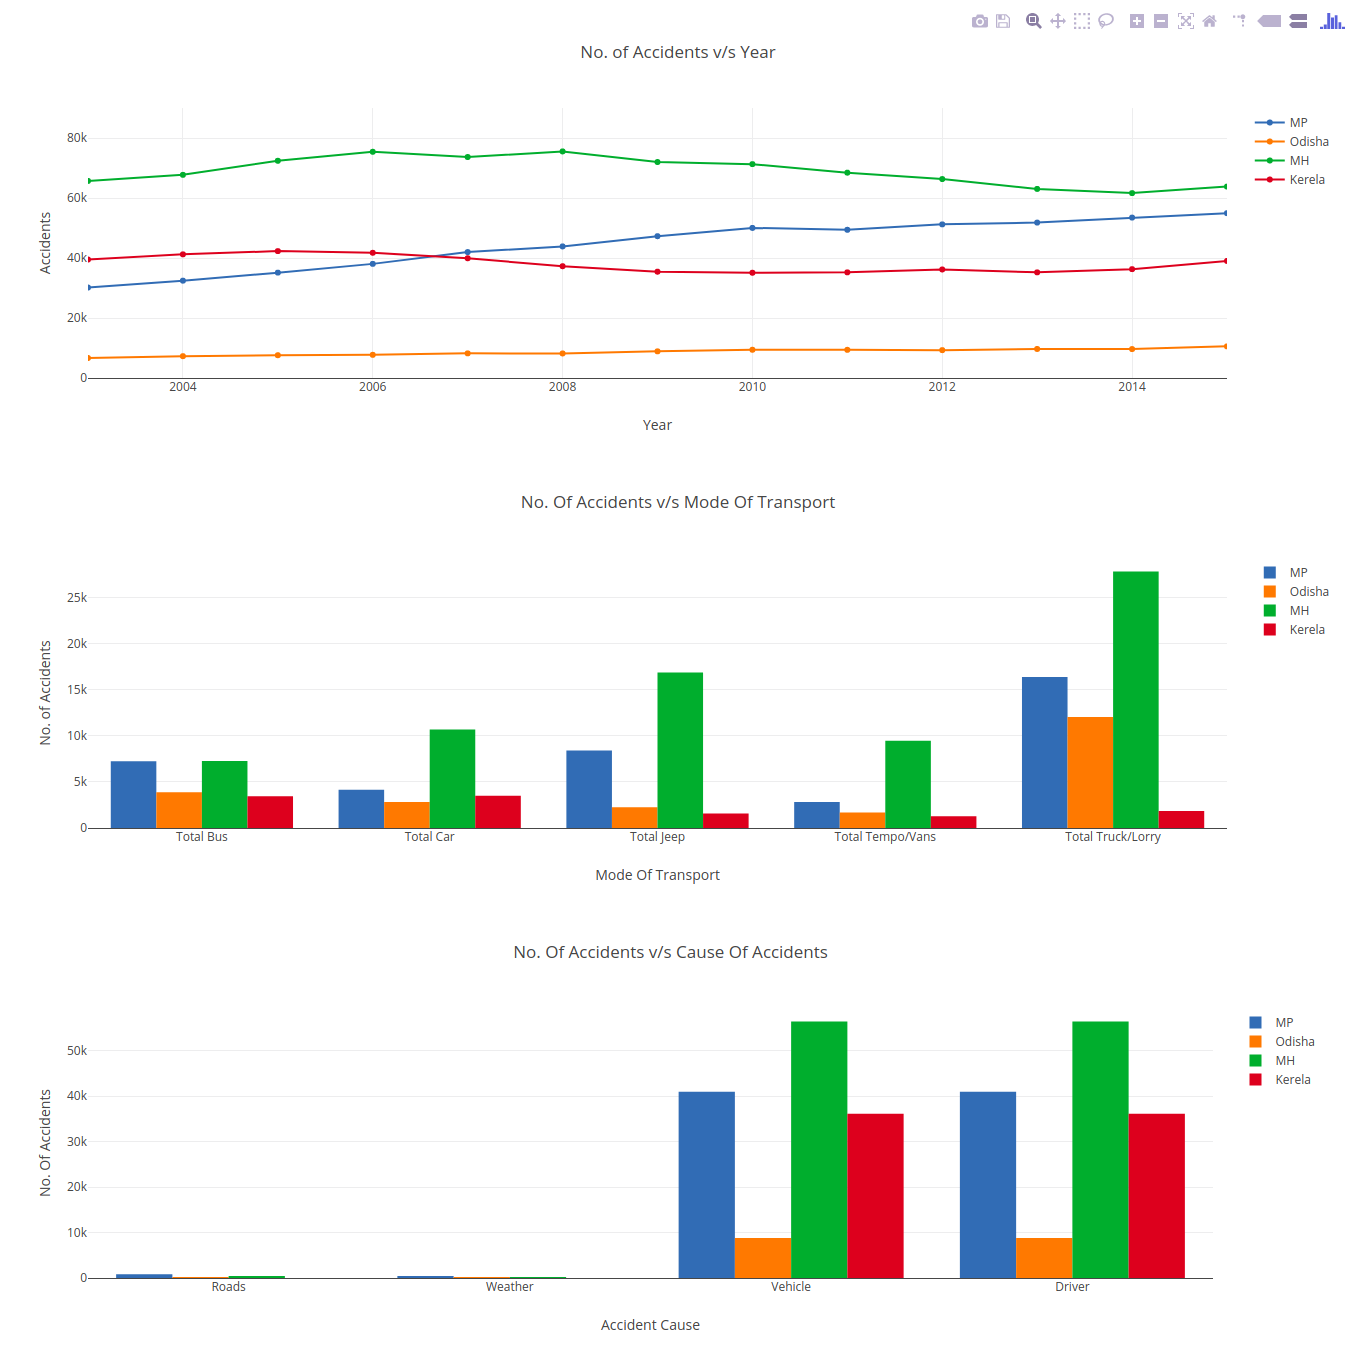 No. of Accidents v/s Year
80k
60k
40k
20k
0
Accidents
2004 2006 2008 2010 2012 2014
Year
MP
Odisha
MH
Kerela
No. Of Accidents v/s Mode Of Transport
25k
20k
15k
10k
5k
0
No. of Accidents
Total Bus Total Car Total Jeep Total Tempo/Vans Total Truck/Lorry
Mode Of Transport
MP
Odisha
MH
Kerela
No. Of Accidents v/s Cause Of Accidents
50k
40k
30k
20k
10k
0
No. Of Accidents
Roads Weather Vehicle Driver
Accident Cause
MP
Odisha
MH
Kerela